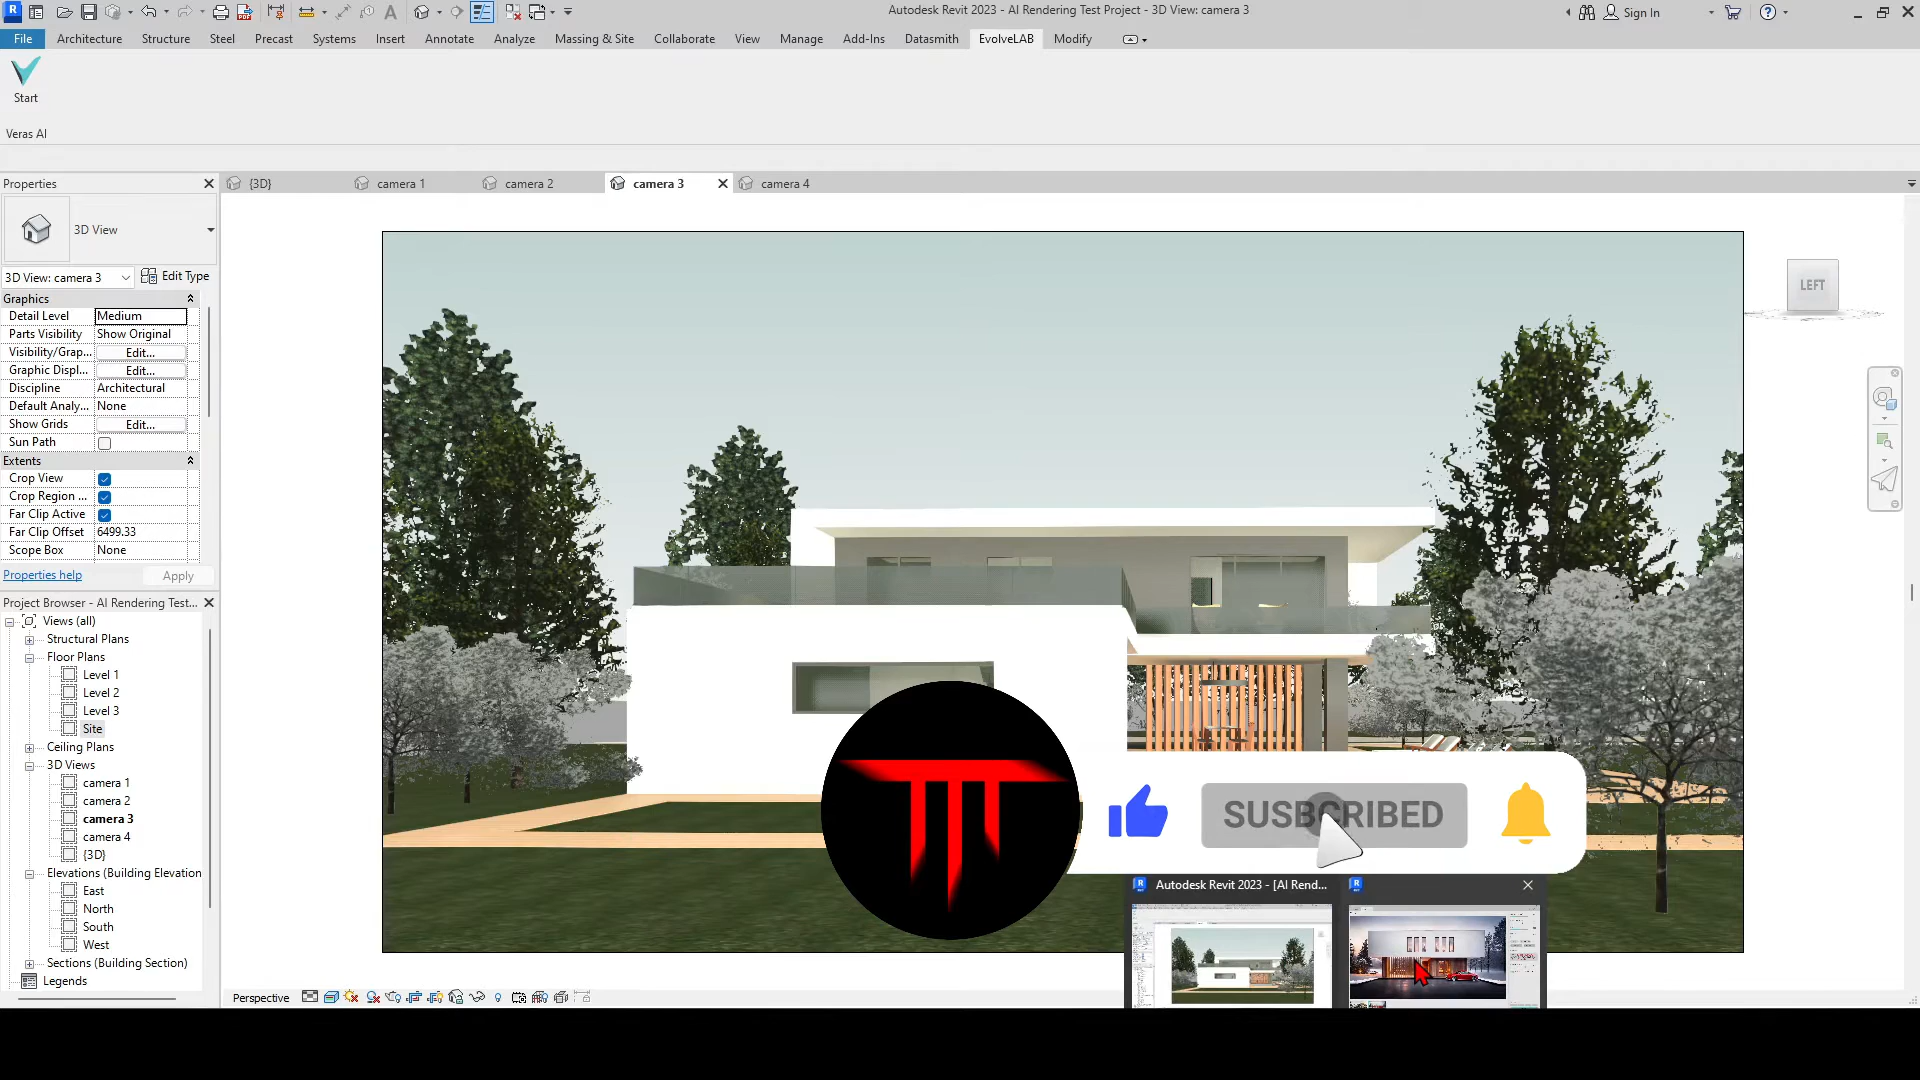 Autodesk Revit 2023 - AI Rendering Test Project - 3D View: camera 3
Sign In
File Architecture Structure Steel Precast Systems Insert Annotate Analyze Massing & Site Collaborate View Manage Add-Ins Datasmith EvolveLAB Modify
Start
Veras AI
Properties
{3D} camera 1 camera 2 camera 3 camera 4
3D View
3D View: camera 3 Edit Type
Graphics
Detail Level Medium
Parts Visibility Show Original
Visibility/Grap... Edit...
Graphic Displ... Edit...
Discipline Architectural
Default Analy... None
Show Grids Edit...
Sun Path
Extents
Crop View
Crop Region ...
Far Clip Active
Far Clip Offset 6499.33
Scope Box None
Properties help Apply
Project Browser - AI Rendering Test...
Views (all)
Structural Plans
Floor Plans
Level 1
Level 2
Level 3
Site
Ceiling Plans
3D Views
camera 1
camera 2
camera 3
camera 4
{3D}
Elevations (Building Elevation
East
North
South
West
Sections (Building Section)
Legends
LEFT
SUSBCRIBED
Autodesk Revit 2023 - [AI Rend...
Perspective